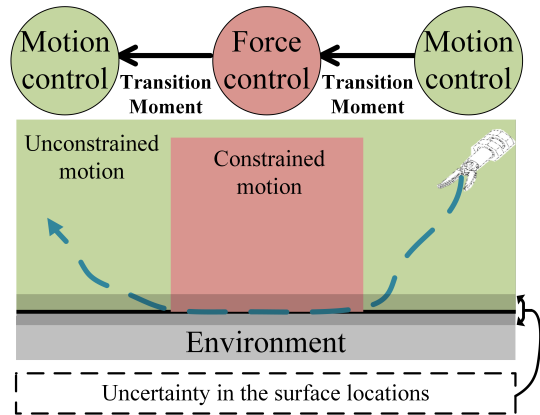 Motion control
Force control
Motion control
Transition Moment
Transition Moment
Unconstrained motion
Constrained motion
Environment
Uncertainty in the surface locations